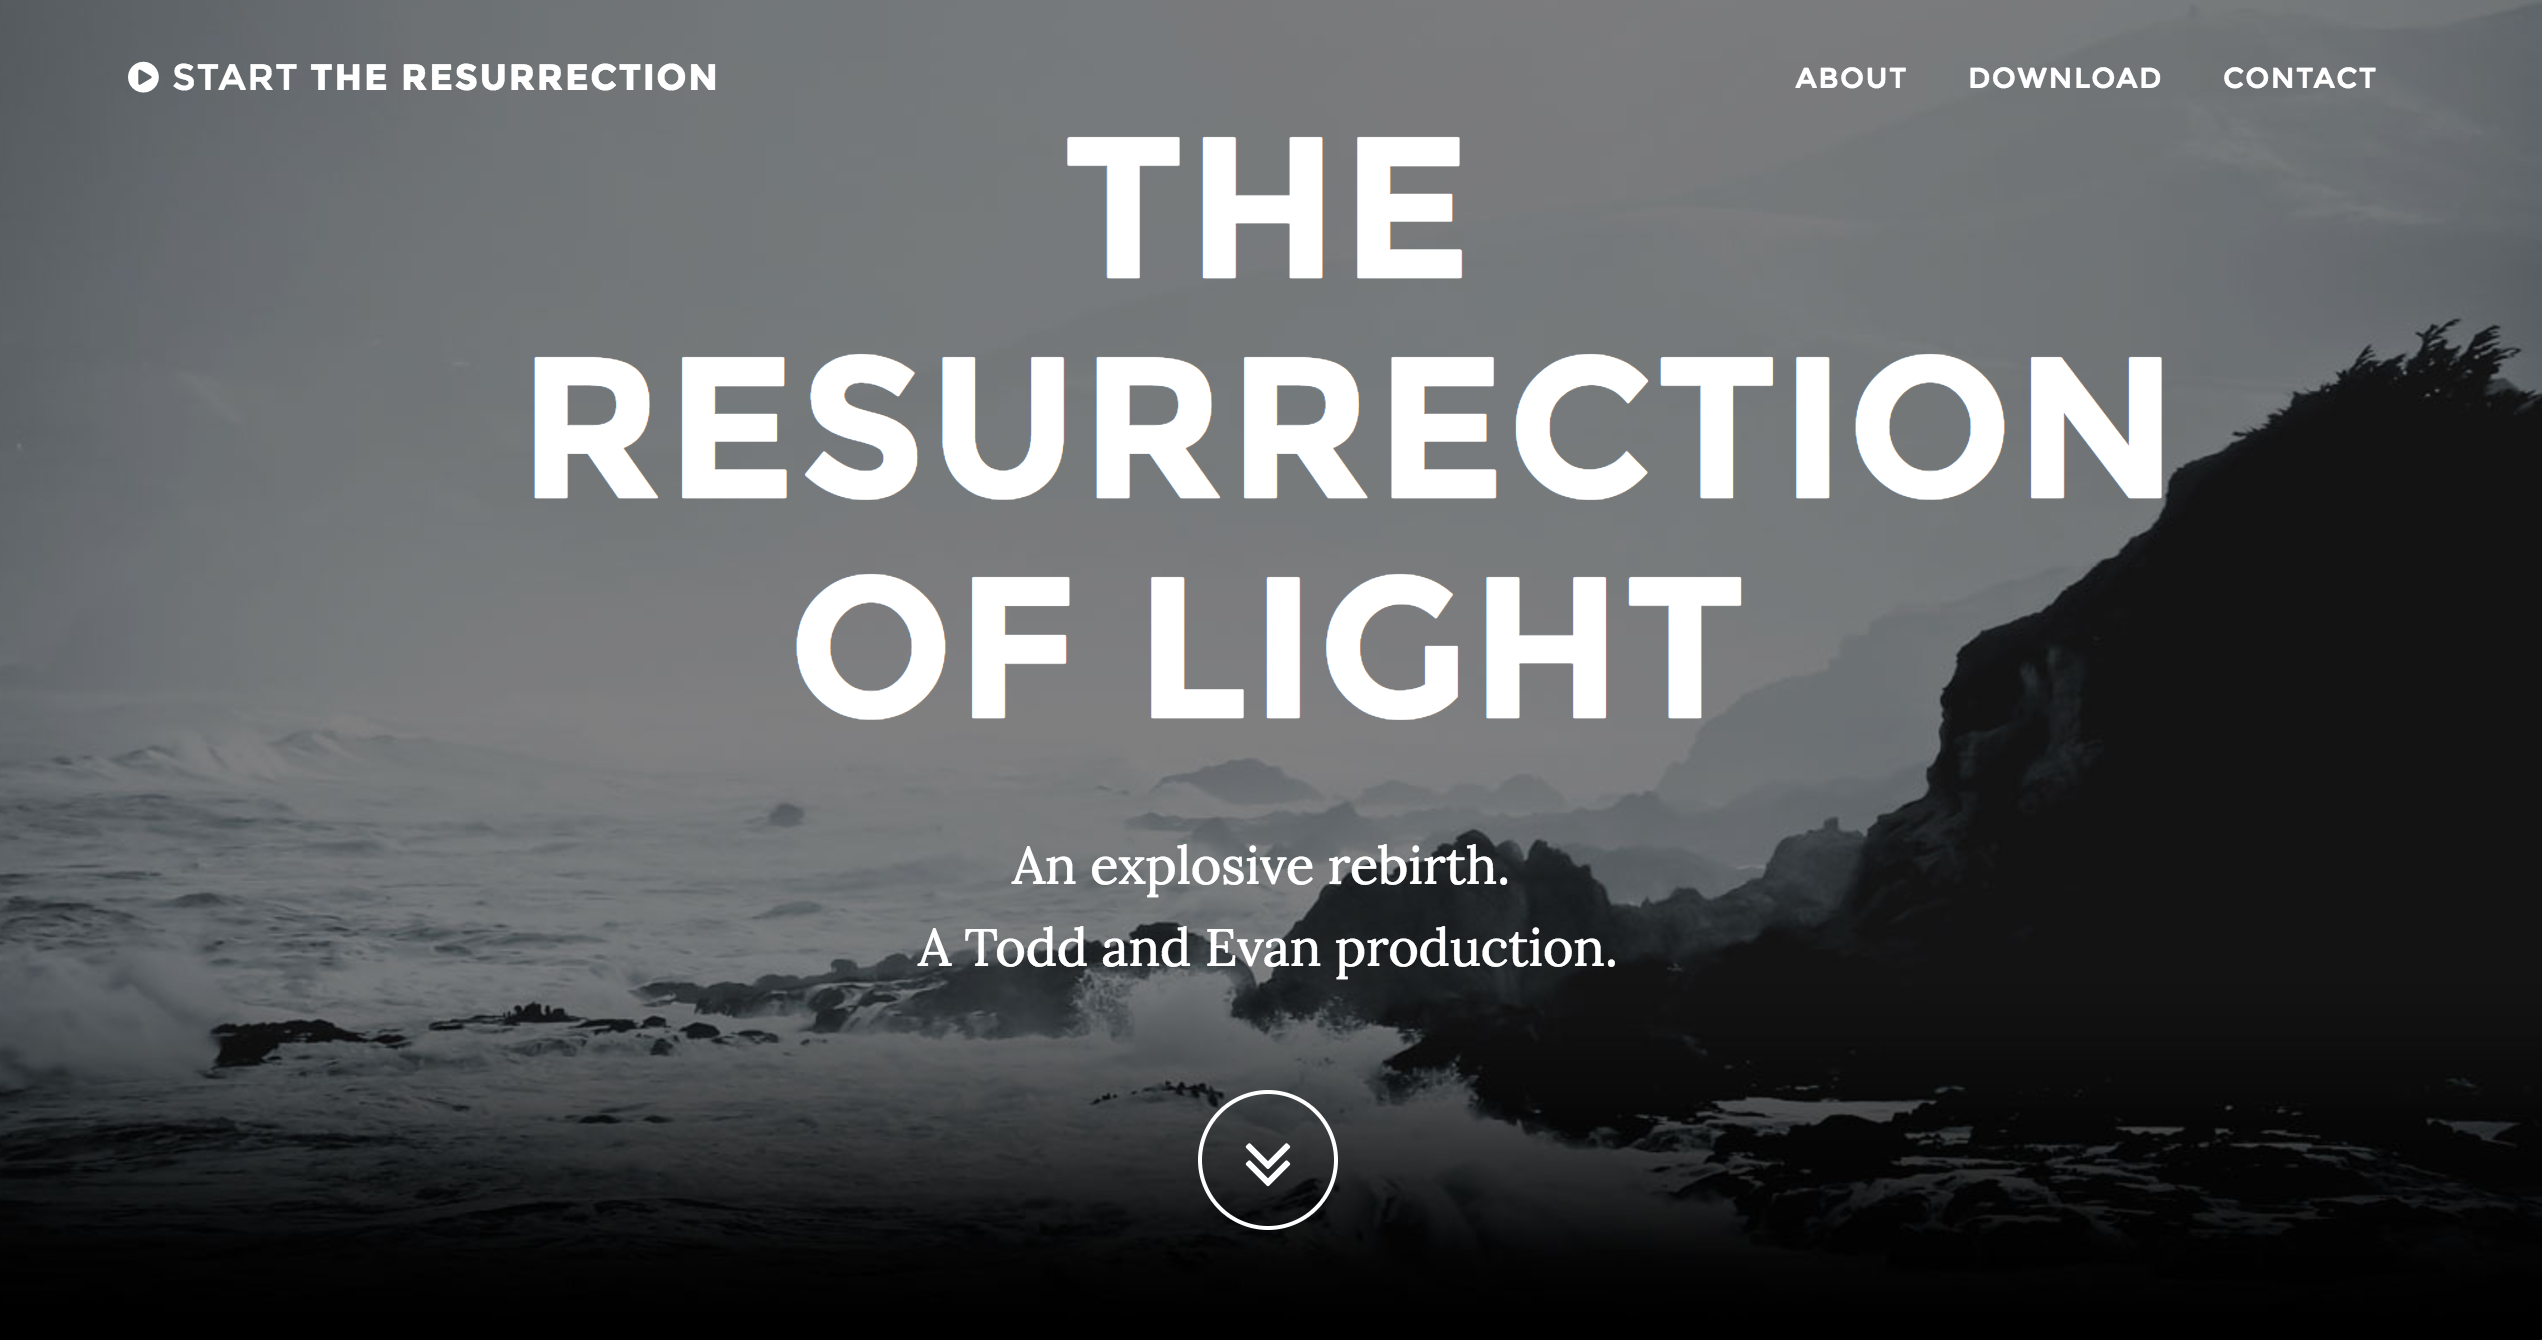 START THE RESURRECTION
ABOUT DOWNLOAD CONTACT
THE
RESURRECTION
OF LIGHT
An explosive rebirth.
A Todd and Evan production.